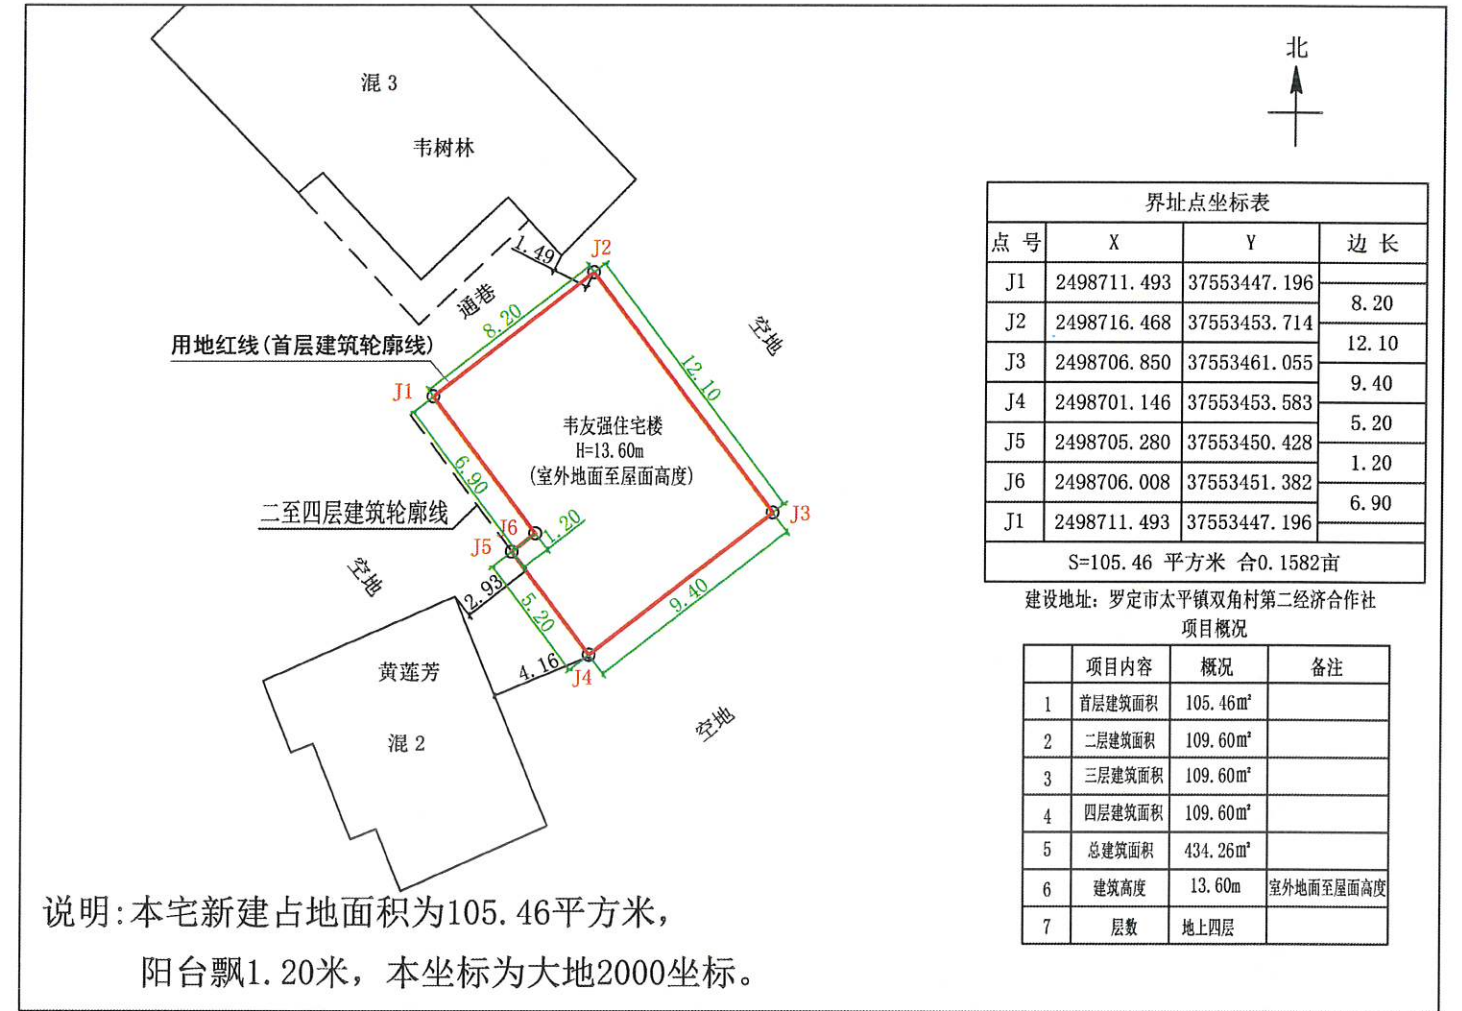 北
混3
韦树林
1.49
J2
通巷
8.20
空地
用地红线(首层建筑轮廓线)
J1
12.10
韦友强住宅楼
H=13.60m
(室外地面至屋面高度)
6.90
二至四层建筑轮廓线
J6
J5
1.20
J3
空地
2.93
5.20
9.40
4.16
J4
黄莲芳
混2
空地
界址点坐标表
点号 X Y 边长
J1 2498711.493 37553447.196
8.20
J2 2498716.468 37553453.714
12.10
J3 2498706.850 37553461.055
9.40
J4 2498701.146 37553453.583
5.20
J5 2498705.280 37553450.428
1.20
J6 2498706.008 37553451.382
6.90
J1 2498711.493 37553447.196
S=105.46 平方米 合0.1582亩
建设地址: 罗定市太平镇双角村第二经济合作社
项目概况
项目内容 概况 备注
1 首层建筑面积 105.46m²
2 二层建筑面积 109.60m²
3 三层建筑面积 109.60m²
4 四层建筑面积 109.60m²
5 总建筑面积 434.26m²
6 建筑高度 13.60m 室外地面至屋面高度
7 层数 地上四层
说明:本宅新建占地面积为105.46平方米，
阳台飘1.20米，本坐标为大地2000坐标。